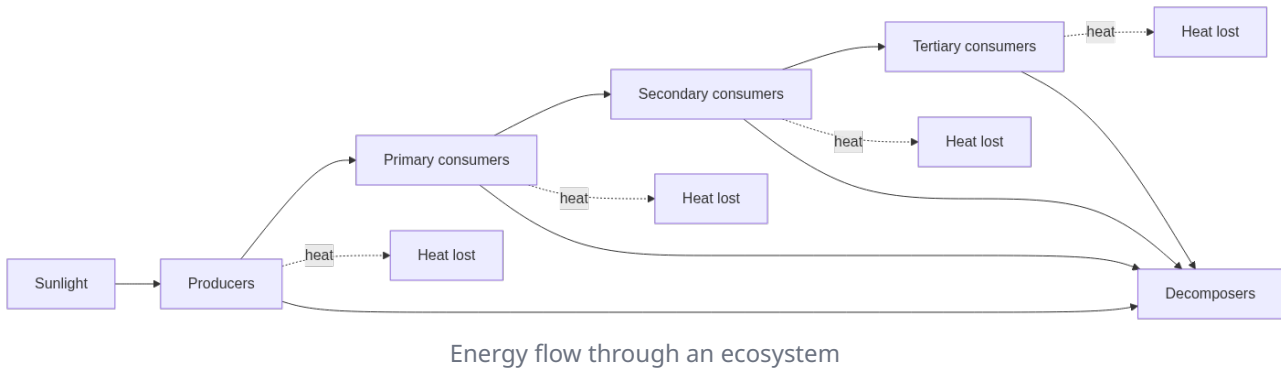 heat
Heat lost
Tertiary consumers
Secondary consumers
heat
Heat lost
Primary consumers
heat
Heat lost
heat
Heat lost
Sunlight
Producers
Decomposers
Energy flow through an ecosystem